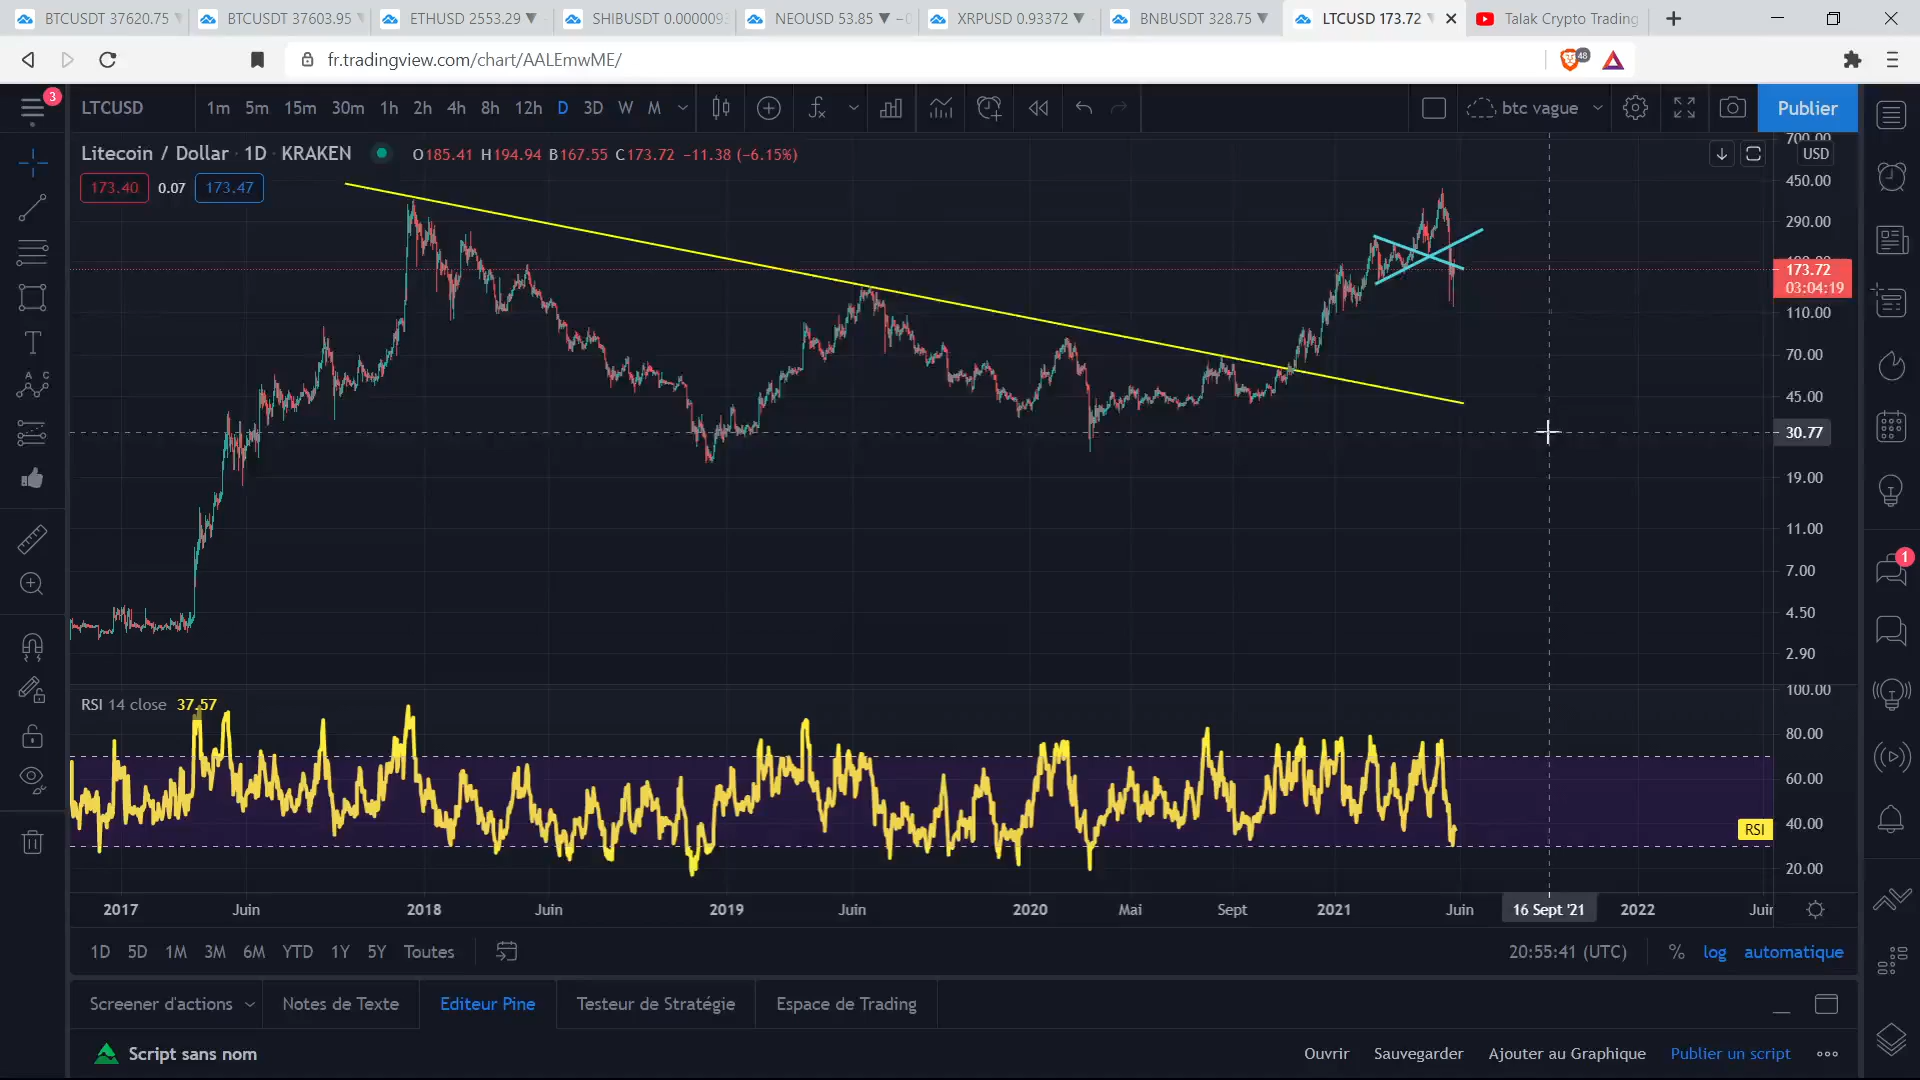 BTCUSDT 37620.75 BTCUSDT 37603.95 ETHUSD 2553.29 ▼ SHIBUSDT NEOUSD 53.85 ▼ XRPUSD 0.93372 ▼ BNBUSDT 328.75 ▼ LTCUSD 173.72 Talak Crypto Trading
fr.tradingview.com/chart/AALEmwME/ 48
3 LTCUSD 1m 5m 15m 30m 1h 2h 4h 8h 12h D 3D W M btc vague Publier
Litecoin / Dollar · 1D · KRAKEN O185.41 H194.94 B167.55 C173.72 −11.38 (−6.15%)
173.40 0.07 173.47
700.00
USD
450.00
290.00
173.72
03:04:19
110.00
70.00
45.00
30.77
19.00
11.00
7.00
4.50
2.90
RSI 14 close 37.57
100.00
80.00
60.00
40.00
20.00
RSI
1
2017 Juin 2018 Juin 2019 Juin 2020 Mai Sept 2021 Juin 16 Sept '21 2022
1D 5D 1M 3M 6M YTD 1Y 5Y Toutes 20:55:41 (UTC) % log automatique
Screener d'actions Notes de Texte Editeur Pine Testeur de Stratégie Espace de Trading
Script sans nom Ouvrir Sauvegarder Ajouter au Graphique Publier un script